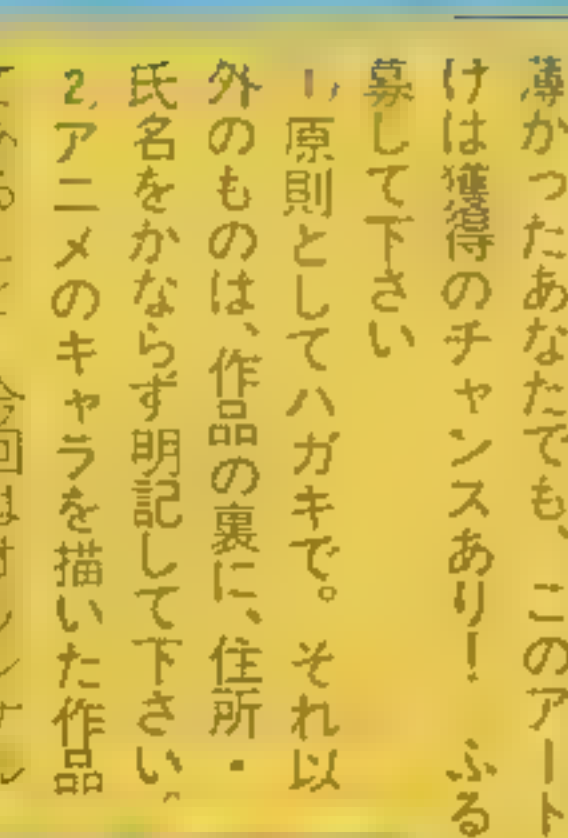 薄かったあなたでも、このアート
けは獲得のチャンスあり！ ふる
募して下さい
1, 原則としてハガキで。それ以
外のものは、作品の裏に、住所・
氏名をかならず明記して下さい。
2, アニメのキャラを描いた作品
今回は